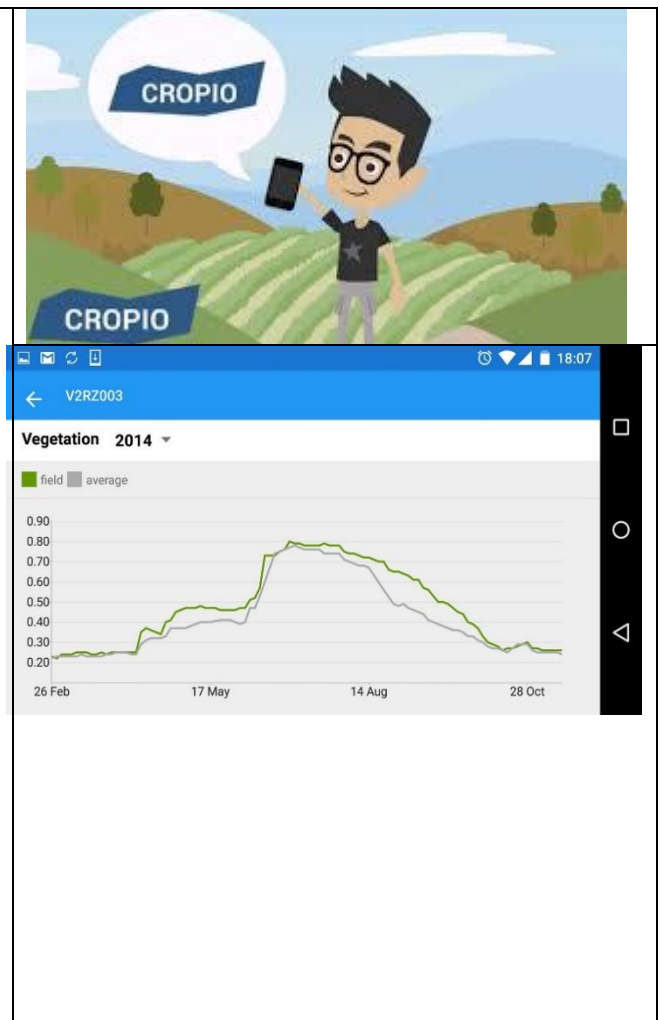 CROPIO
CROPIO
18:07
V2RZ003
Vegetation 2014
field average
0.90
0.80
0.70
0.60
0.50
0.40
0.30
0.20
26 Feb 17 May 14 Aug 28 Oct